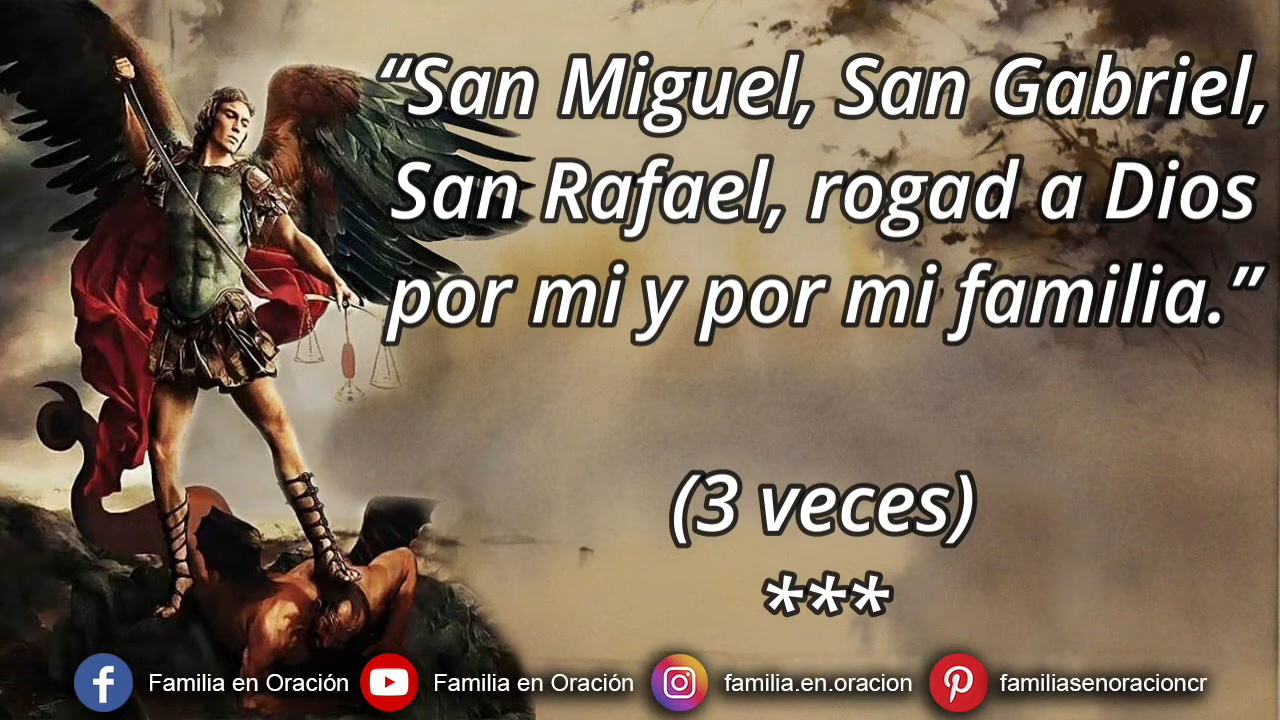 “San Miguel, San Gabriel,
San Rafael, rogad a Dios
por mi y por mi familia.”
(3 veces)
***
Familia en Oración
Familia en Oración
familia.en.oracion
familiasenoracioncr